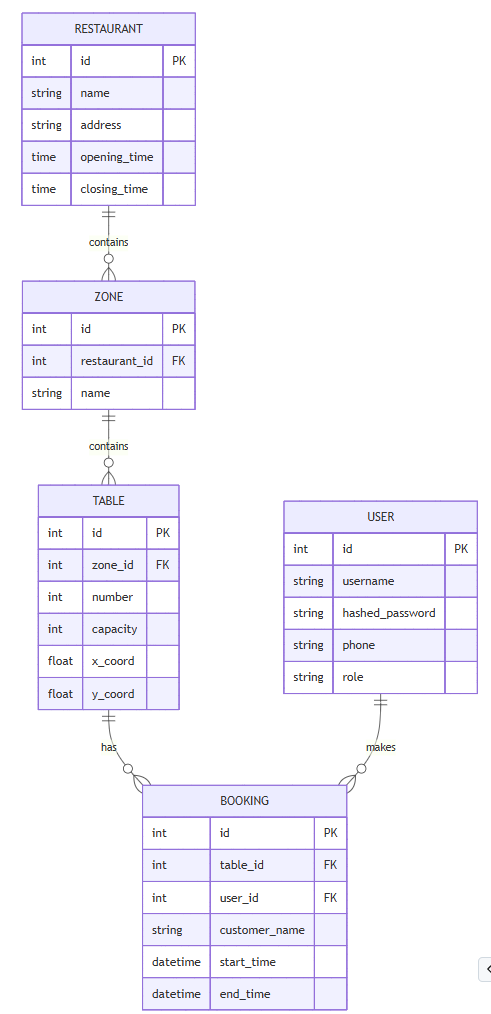 RESTAURANT
int id PK
string name
string address
time opening_time
time closing_time
contains
ZONE
int id PK
int restaurant_id FK
string name
contains
TABLE
int id PK
int zone_id FK
int number
int capacity
float x_coord
float y_coord
USER
int id PK
string username
string hashed_password
string phone
string role
has
makes
BOOKING
int id PK
int table_id FK
int user_id FK
string customer_name
datetime start_time
datetime end_time